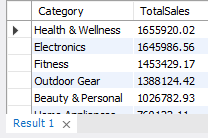 Category TotalSales
Health & Wellness 1655920.02
Electronics 1645986.56
Fitness 1453429.17
Outdoor Gear 1388124.42
Beauty & Personal 1026782.93
Result 1 ×